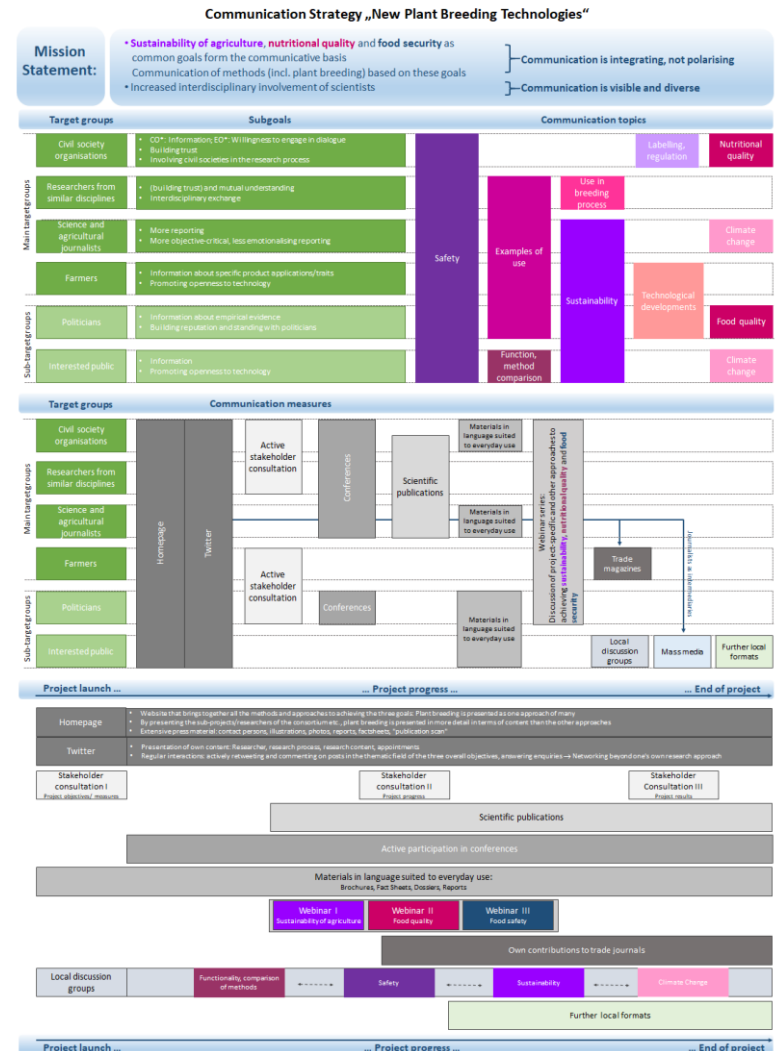 Communication Strategy „New Plant Breeding Technologies“
Mission
Statement:
• Sustainability of agriculture, nutritional quality and food security as
common goals form the communicative basis
Communication of methods (incl. plant breeding) based on these goals
• Increased interdisciplinary involvement of scientists
Communication is integrating, not polarising
Communication is visible and diverse
Target groups
Subgoals
Communication topics
Main target groups
Sub-target groups
Civil society
organisations
• CO*: Information; EO*: Willingness to engage in dialogue
• Building trust
• Involving civil societies in the research process
Researchers from
similar disciplines
• (building trust) and mutual understanding
• Interdisciplinary exchange
Science and
agricultural
journalists
• More reporting
• More objective-critical, less emotionalising reporting
Farmers
• Information about specific product applications/traits
• Promoting openness to technology
Politicians
• Information about empirical evidence
• Building reputation and standing with politicians
Interested public
• Information
• Promoting openness to technology
Safety
Examples of
use
Function,
method
comparison
Use in
breeding
process
Sustainability
Labelling,
regulation
Technological
developments
Nutritional
quality
Climate
change
Food quality
Climate
change
Target groups
Communication measures
Main target groups
Sub-target groups
Civil society
organisations
Researchers from
similar disciplines
Science and
agricultural
journalists
Farmers
Politicians
Interested public
Homepage
Twitter
Active
stakeholder
consultation
Active
stakeholder
consultation
Conferences
Conferences
Scientific
publications
Materials in
language suited
to everyday use
Materials in
language suited
to everyday use
Materials in
language suited
to everyday use
Webinar series:
Discussion of project-specific and other approaches to
achieving sustainability, nutritional quality and food
security
Trade
magazines
Journalists as intermediaries
Local
discussion
groups
Mass media
Further local
formats
Project launch ...
... Project progress ...
... End of project
Homepage
• Website that brings together all the methods and approaches to achieving the three goals: Plant breeding is presented as one approach of many
• By presenting the sub-projects/researchers of the consortium etc., plant breeding is presented in more detail in terms of content than the other approaches
• Extensive press material: contact persons, illustrations, photos, reports, factsheets, "publication scan"
Twitter
• Presentation of own content: Researcher, research process, research content, appointments
• Regular interactions: actively retweeting and commenting on posts in the thematic field of the three overall objectives, answering enquiries → Networking beyond one's own research approach
Stakeholder
consultation I
Project objectives/ measures
Stakeholder
consultation II
Project progress
Stakeholder
Consultation III
Project results
Scientific publications
Active participation in conferences
Materials in language suited to everyday use:
Brochures, Fact Sheets, Dossiers, Reports
Webinar I
Sustainability of agriculture
Webinar II
Food quality
Webinar III
Food safety
Own contributions to trade journals
Local discussion
groups
Functionality, comparison
of methods
Safety
Sustainability
Climate Change
Further local formats
Project launch ...
... Project progress ...
... End of project